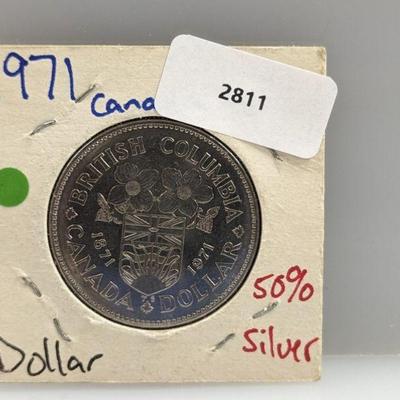 971
Cana
2811
BRITISH COLUMBIA
1871
1971
CANADA DOLLAR
50%
Silver
Dollar